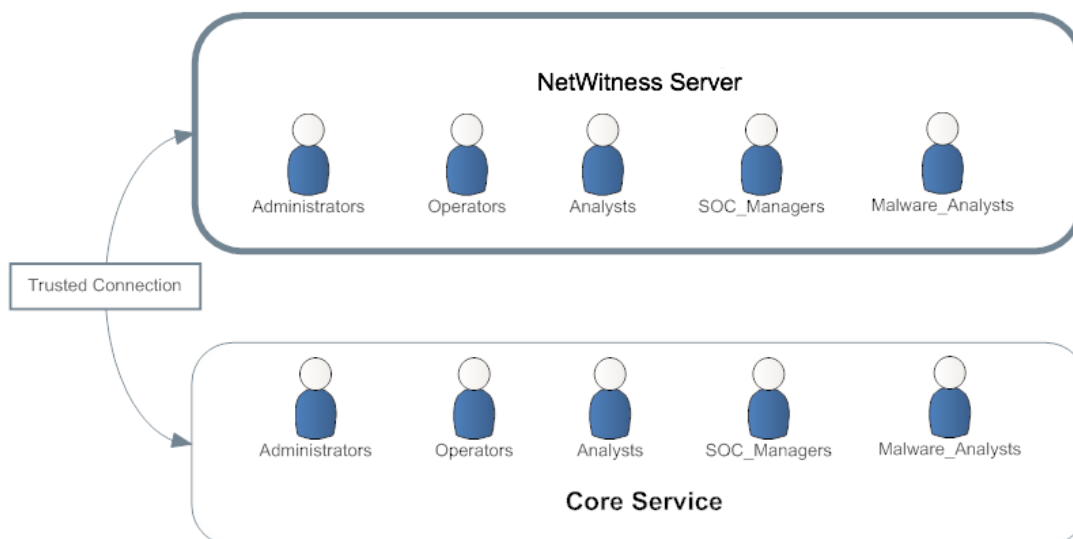 NetWitness Server
Administrators Operators Analysts SOC_Managers Malware_Analysts
Trusted Connection
Administrators Operators Analysts SOC_Managers Malware_Analysts
Core Service